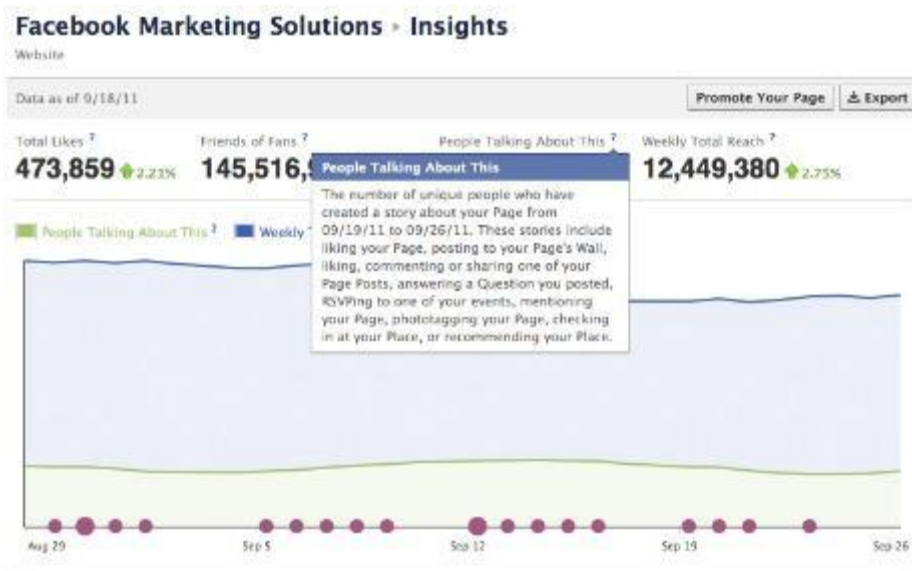 Facebook Marketing Solutions › Insights
Website
Data as of 9/18/11
Promote Your Page
Export
Total Likes ?
Friends of Fans ?
People Talking About This ?
Weekly Total Reach ?
473,859 2.21%
145,516,
12,449,380 2.75%
People Talking About This
The number of unique people who have
created a story about your Page from
09/19/11 to 09/26/11. These stories include
liking your Page, posting to your Page's Wall,
liking, commenting or sharing one of your
Page Posts, answering a Question you posted,
RSVPing to one of your events, mentioning
your Page, phototagging your Page, checking
in at your Place, or recommending your Place.
People Talking About This ?
Weekly
Aug 29
Sep 5
Sep 12
Sep 19
Sep 26